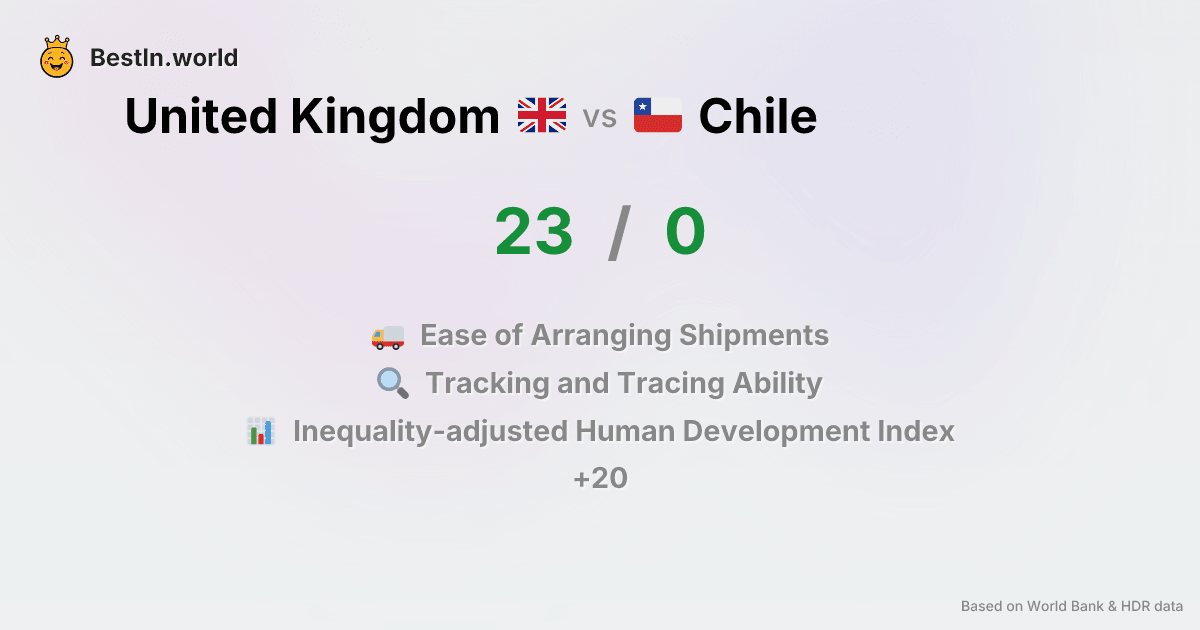 BestIn.world
United Kingdom vs Chile
23 / 0
Ease of Arranging Shipments
Tracking and Tracing Ability
Inequality-adjusted Human Development Index
+20
Based on World Bank & HDR data